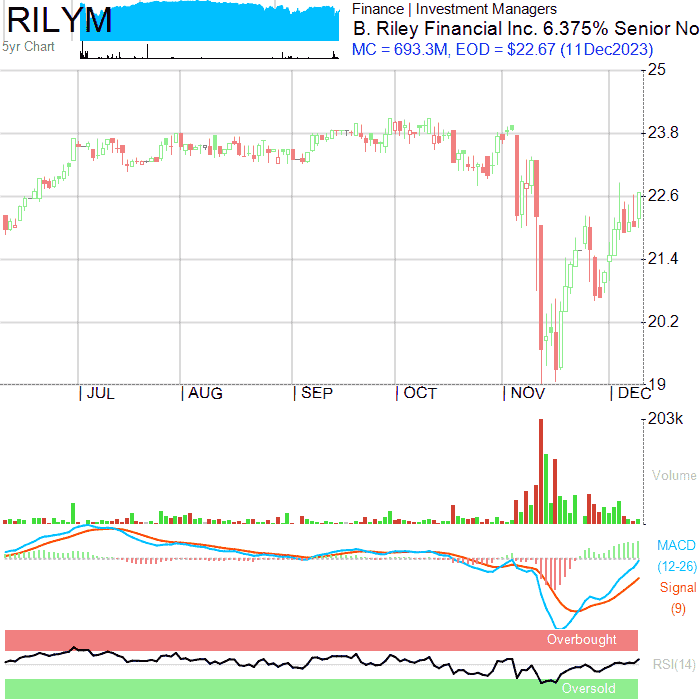 RILYM
5yr Chart
Finance | Investment Managers
B. Riley Financial Inc. 6.375% Senior No
MC = 693.3M, EOD = $22.67 (11Dec2023)
25
23.8
22.6
21.4
20.2
19
JUL AUG SEP OCT NOV DEC
203k
Volume
MACD
(12-26)
Signal
(9)
Overbought
RSI(14)
Oversold